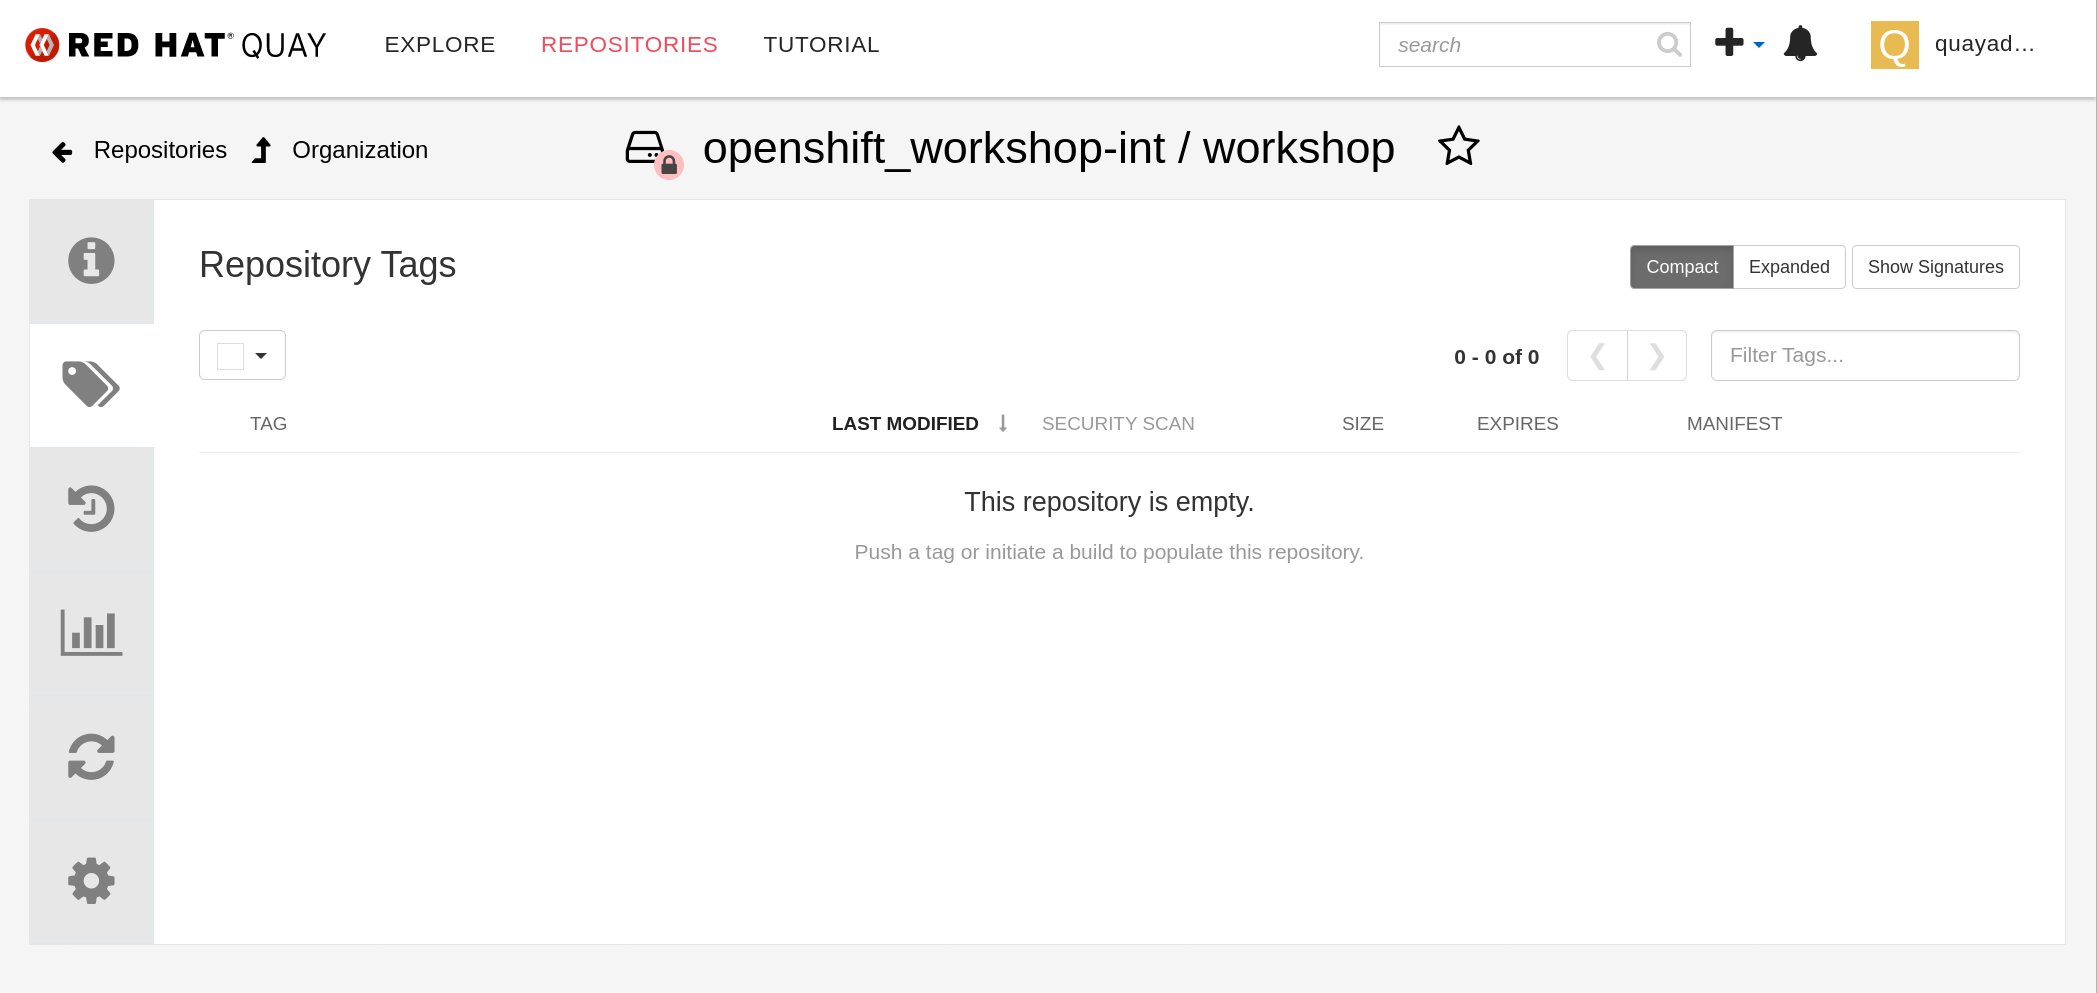 RED HAT® QUAY EXPLORE REPOSITORIES TUTORIAL search Q quayad...
Repositories Organization openshift_workshop-int / workshop
Repository Tags Compact Expanded Show Signatures
0 - 0 of 0 Filter Tags...
TAG LAST MODIFIED SECURITY SCAN SIZE EXPIRES MANIFEST
This repository is empty.
Push a tag or initiate a build to populate this repository.